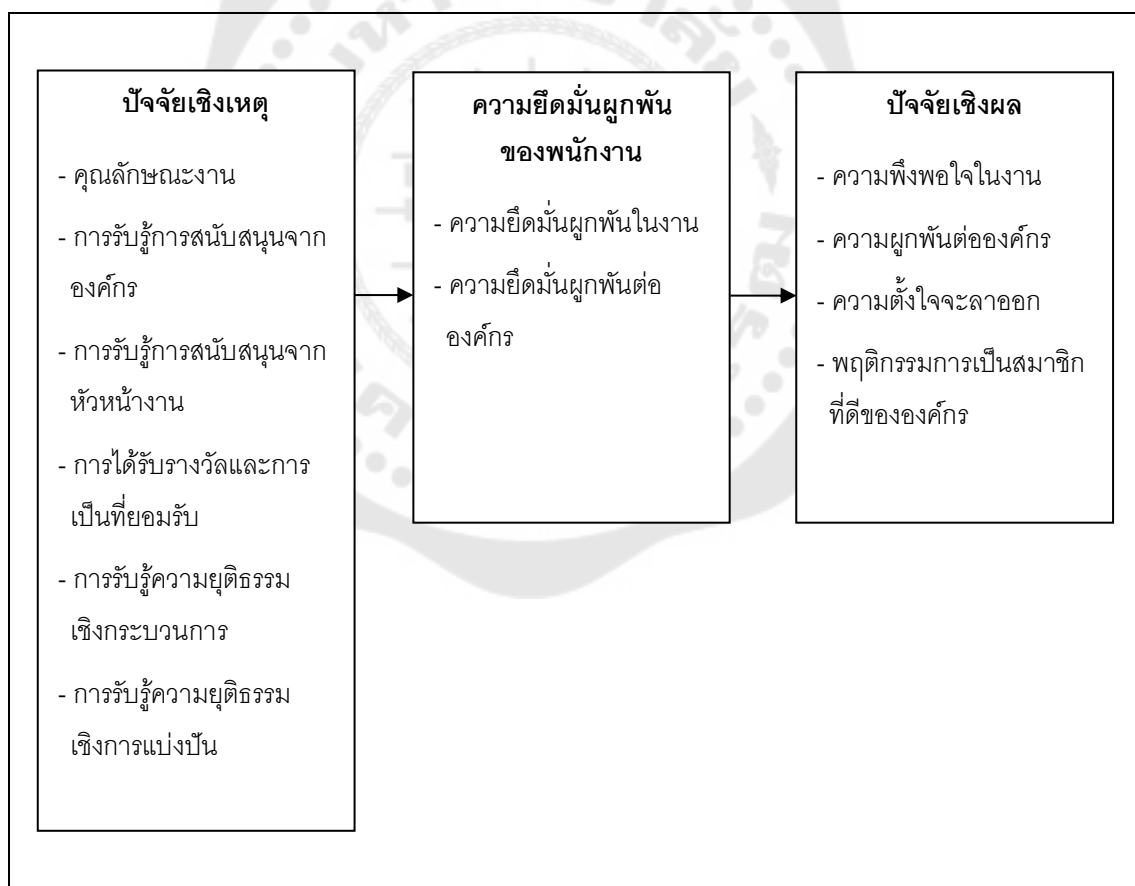 ปัจจัยเชิงเหตุ
- คุณลักษณะงาน
- การรับรู้การสนับสนุนจาก
องค์กร
- การรับรู้การสนับสนุนจาก
หัวหน้างาน
- การได้รับรางวัลและการ
เป็นที่ยอมรับ
- การรับรู้ความยุติธรรม
เชิงกระบวนการ
- การรับรู้ความยุติธรรม
เชิงการแบ่งปัน
ความยึดมั่นผูกพัน
ของพนักงาน
- ความยึดมั่นผูกพันในงาน
- ความยึดมั่นผูกพันต่อ
องค์กร
ปัจจัยเชิงผล
- ความพึงพอใจในงาน
- ความผูกพันต่อองค์กร
- ความตั้งใจจะลาออก
- พฤติกรรมการเป็นสมาชิก
ที่ดีขององค์กร